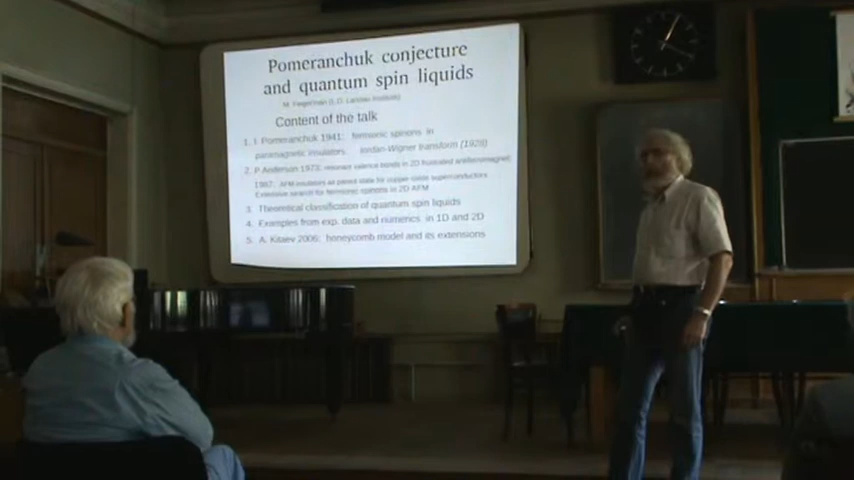 Pomeranchuk conjecture
and quantum spin liquids
M. Feigel'man (L.D. Landau Institute)
Content of the talk
1. I. Pomeranchuk 1941: fermionic spinons in
paramagnetic insulators. Jordan-Wigner transform (1928)
2. P. Anderson 1973: resonant valence bonds in 2D frustrated antiferromagnet
1987: AFM insulators as parent state for copper-oxide superconductors
Extensive search for fermionic spinons in 2D AFM
3. Theoretical classification of quantum spin liquids
4. Examples from exp. data and numerics in 1D and 2D
5. A. Kitaev 2006: honeycomb model and its extensions